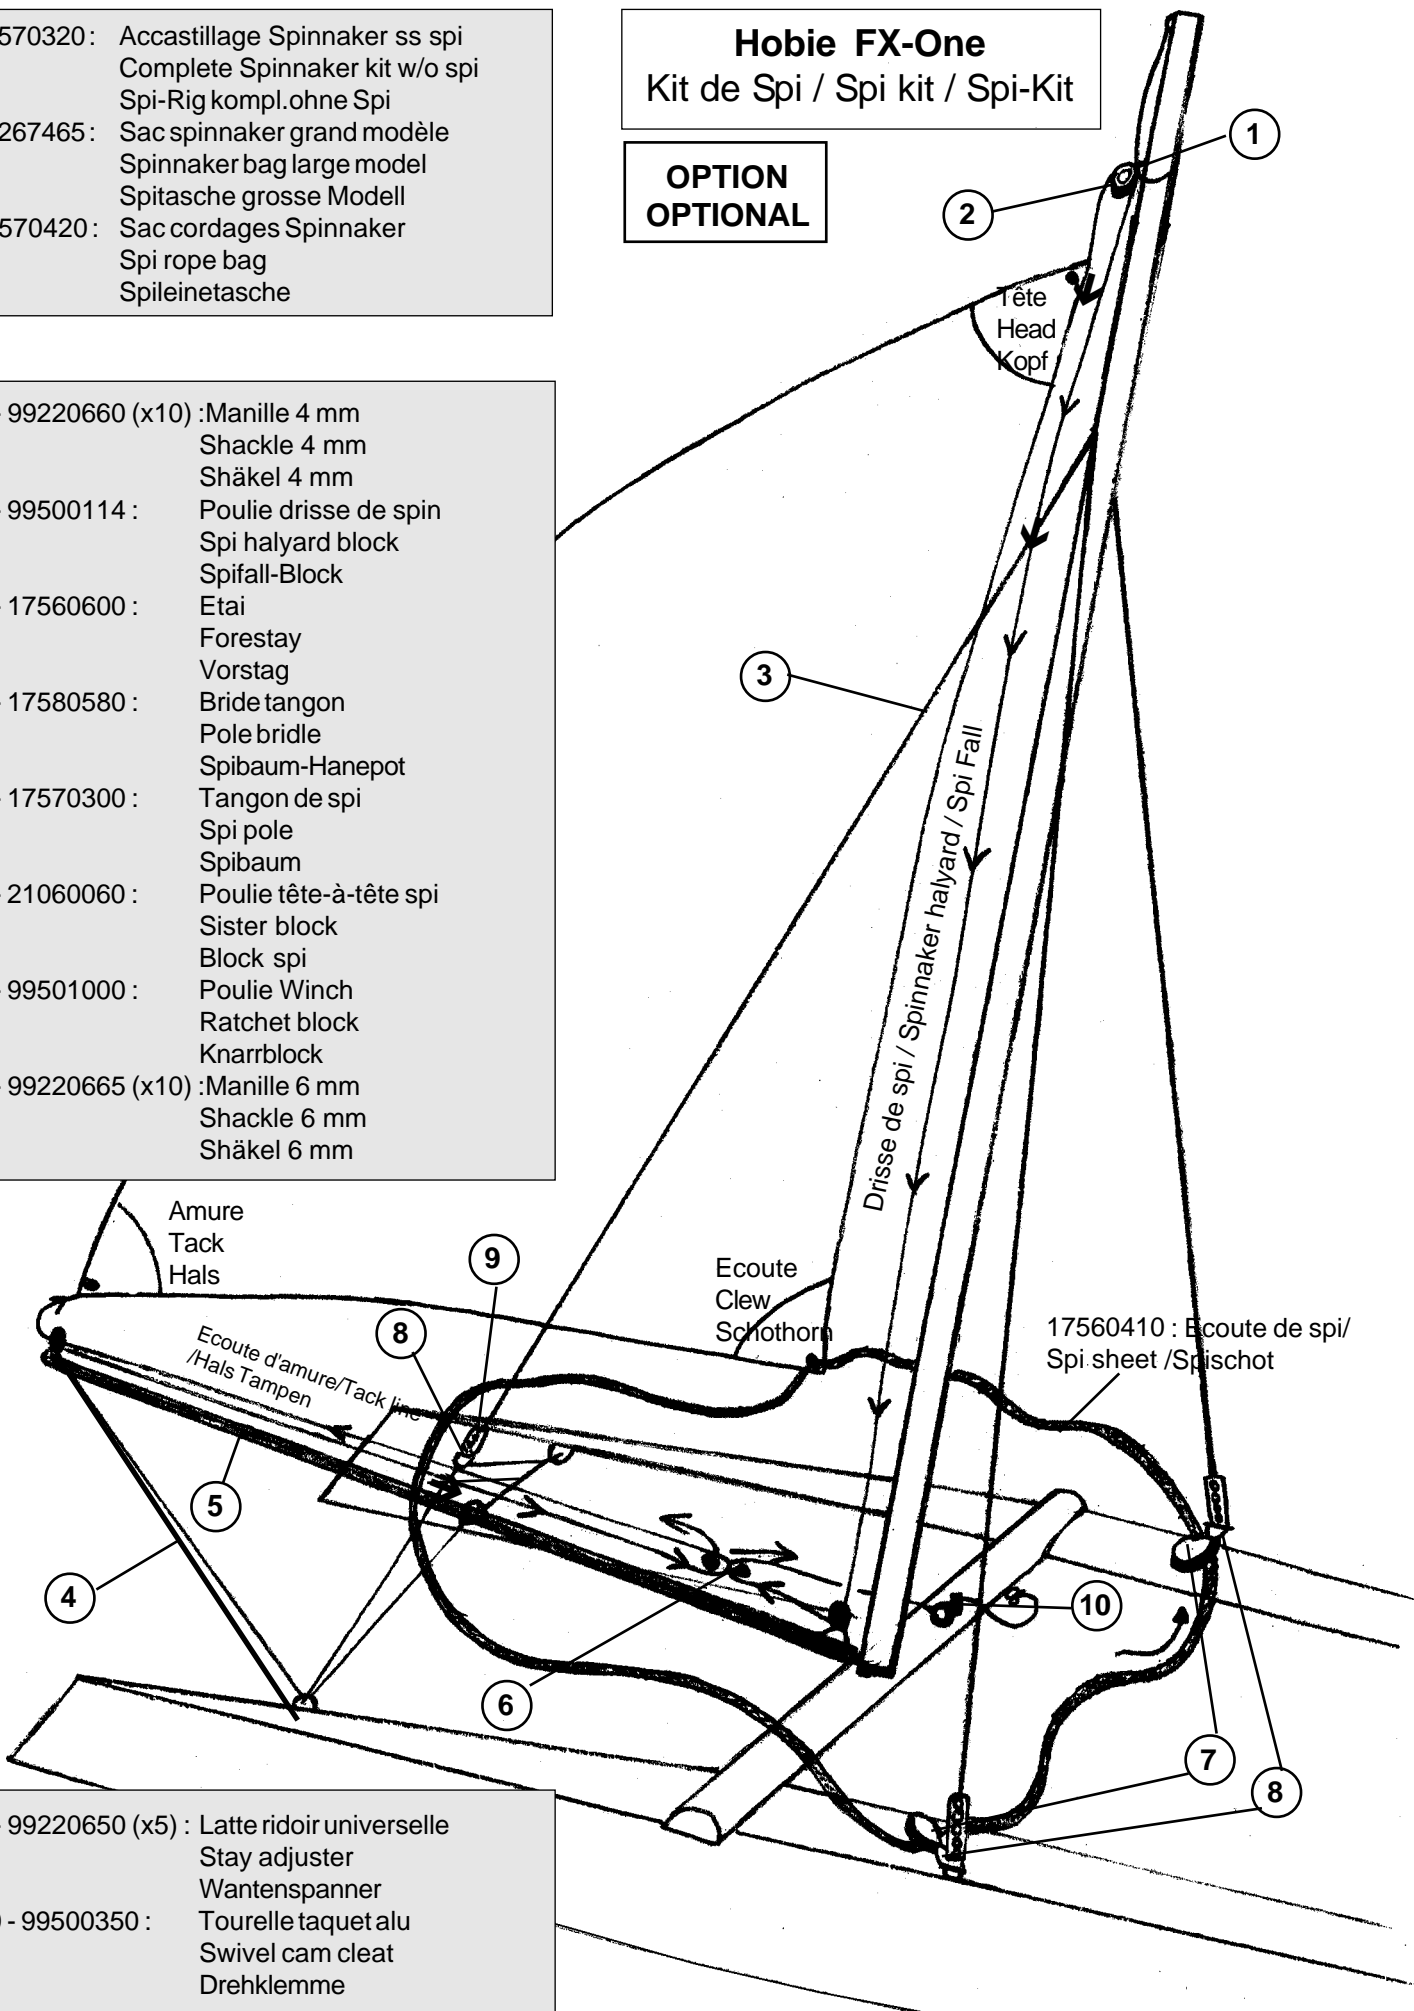 570320 : Accastillage Spinnaker ss spi
Complete Spinnaker kit w/o spi
Spi-Rig kompl.ohne Spi
267465 : Sac spinnaker grand modèle
Spinnaker bag large model
Spitasche grosse Modell
570420 : Sac cordages Spinnaker
Spi rope bag
Spileinetasche
Hobie FX-One
Kit de Spi / Spi kit / Spi-Kit
OPTION
OPTIONAL
1
2
Tête
Head
Kopf
- 99220660 (x10) :Manille 4 mm
Shackle 4 mm
Shäkel 4 mm
- 99500114 : Poulie drisse de spin
Spi halyard block
Spifall-Block
- 17560600 : Etai
Forestay
Vorstag
- 17580580 : Bride tangon
Pole bridle
Spibaum-Hanepot
- 17570300 : Tangon de spi
Spi pole
Spibaum
- 21060060 : Poulie tête-à-tête spi
Sister block
Block spi
- 99501000 : Poulie Winch
Ratchet block
Knarrblock
- 99220665 (x10) :Manille 6 mm
Shackle 6 mm
Shäkel 6 mm
3
Drisse de spi / Spinnaker halyard / Spi Fall
Amure
Tack
Hals
9
8
Ecoute
Clew
Schothorn
17560410 : Ecoute de spi/
Spi sheet /Spischot
Ecoute d'amure/Tack line
/Hals Tampen
5
4
10
6
7
8
- 99220650 (x5) : Latte ridoir universelle
Stay adjuster
Wantenspanner
- 99500350 : Tourelle taquet alu
Swivel cam cleat
Drehklemme